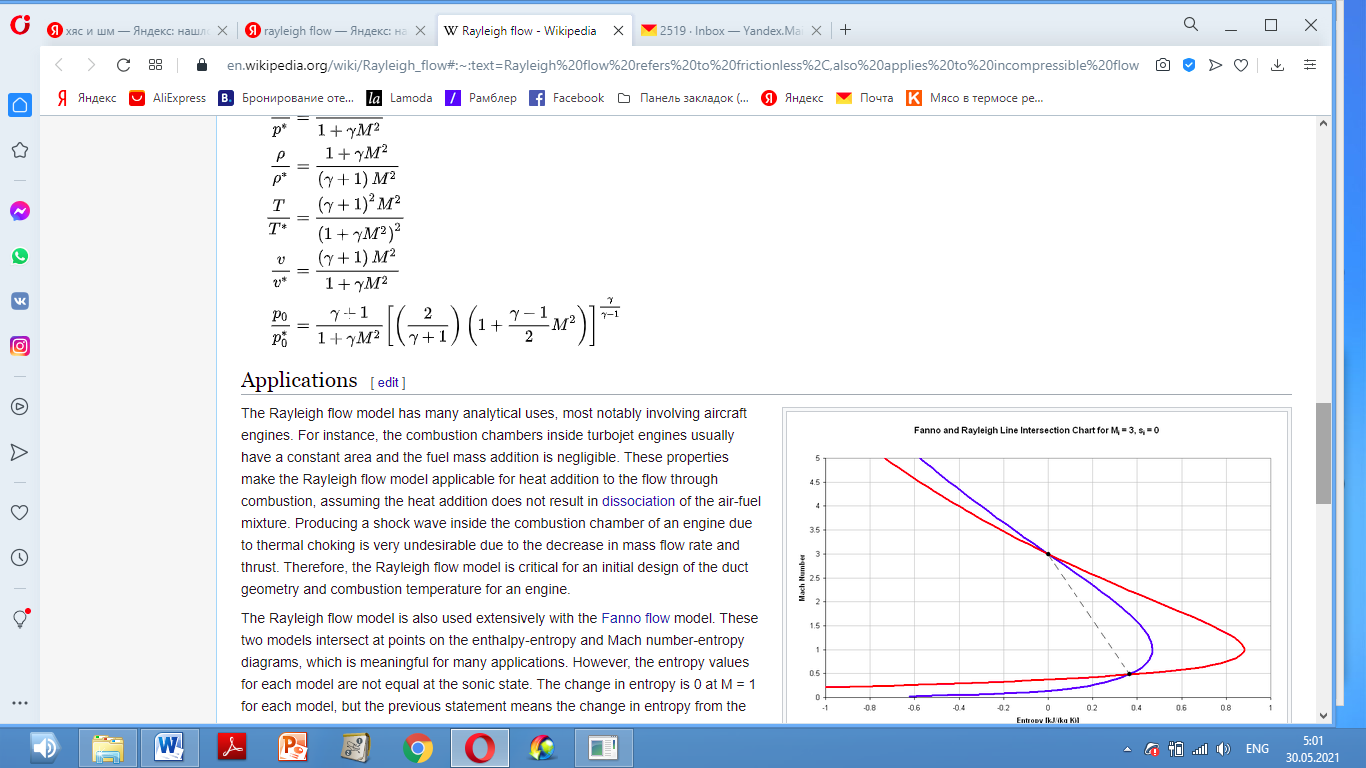 хяс и шм — Яндекс: нашл
rayleigh flow — Яндекс: на
W Rayleigh flow - Wikipedia
2519 · Inbox — Yandex.Mai
en.wikipedia.org/wiki/Rayleigh_flow#:~:text=Rayleigh%20flow%20refers%20to%20frictionless%2C,also%20applies%20to%20incompressible%20flow
Я Яндекс
AliExpress
B. Бронирование оте...
la Lamoda
/ Рамблер
Facebook
Панель закладок (...
Я Яндекс
Почта
K Мясо в термосе ре...
p* = 1 + γM²
ρ/ρ* = (1 + γM²)/((γ + 1) M²)
T/T* = ((γ + 1)² M²)/((1 + γM²)²)
v/v* = ((γ + 1) M²)/(1 + γM²)
p₀/p₀* = (γ + 1)/(1 + γM²) [(2/(γ + 1)) (1 + (γ − 1)/2 M²)]^(γ/(γ−1))
Applications [ edit ]
The Rayleigh flow model has many analytical uses, most notably involving aircraft
engines. For instance, the combustion chambers inside turbojet engines usually
have a constant area and the fuel mass addition is negligible. These properties
make the Rayleigh flow model applicable for heat addition to the flow through
combustion, assuming the heat addition does not result in dissociation of the air-fuel
mixture. Producing a shock wave inside the combustion chamber of an engine due
to thermal choking is very undesirable due to the decrease in mass flow rate and
thrust. Therefore, the Rayleigh flow model is critical for an initial design of the duct
geometry and combustion temperature for an engine.
The Rayleigh flow model is also used extensively with the Fanno flow model. These
two models intersect at points on the enthalpy-entropy and Mach number-entropy
diagrams, which is meaningful for many applications. However, the entropy values
for each model are not equal at the sonic state. The change in entropy is 0 at M = 1
for each model, but the previous statement means the change in entropy from the
Fanno and Rayleigh Line Intersection Chart for Mᵢ = 3, sᵢ = 0
Mach Number
5
4.5
4
3.5
3
2.5
2
1.5
1
0.5
0
-1 -0.8 -0.6 -0.4 -0.2 0 0.2 0.4 0.6 0.8 1
Entropy [kJ/(kg K)]
ENG
5:01
30.05.2021